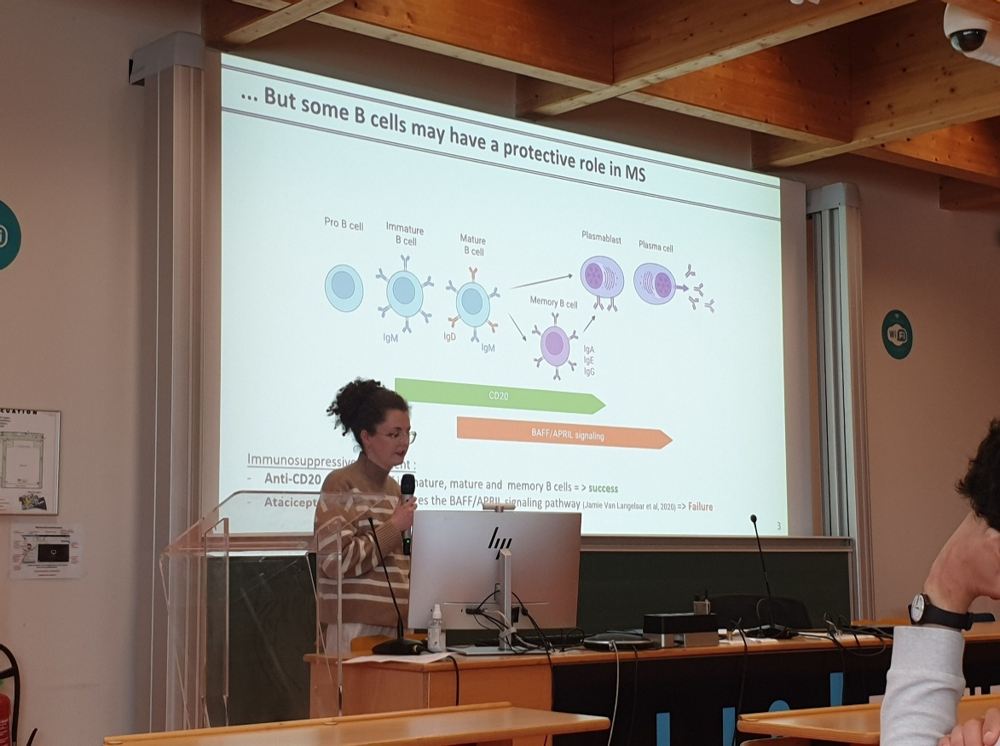 ... But some B cells may have a protective role in MS
Pro B cell
Immature
B cell
Mature
B cell
Plasmablast
Plasma cell
Memory B cell
IgM
IgD
IgM
IgA
IgE
IgG
CD20
BAFF/APRIL signaling
Immunosuppressive
- Anti-CD20 mature and memory B cells = > success
- Atacicept the BAFF/APRIL signaling pathway (Jamie Van Langelaar et al, 2020) => Failure
3
hp
WiFi